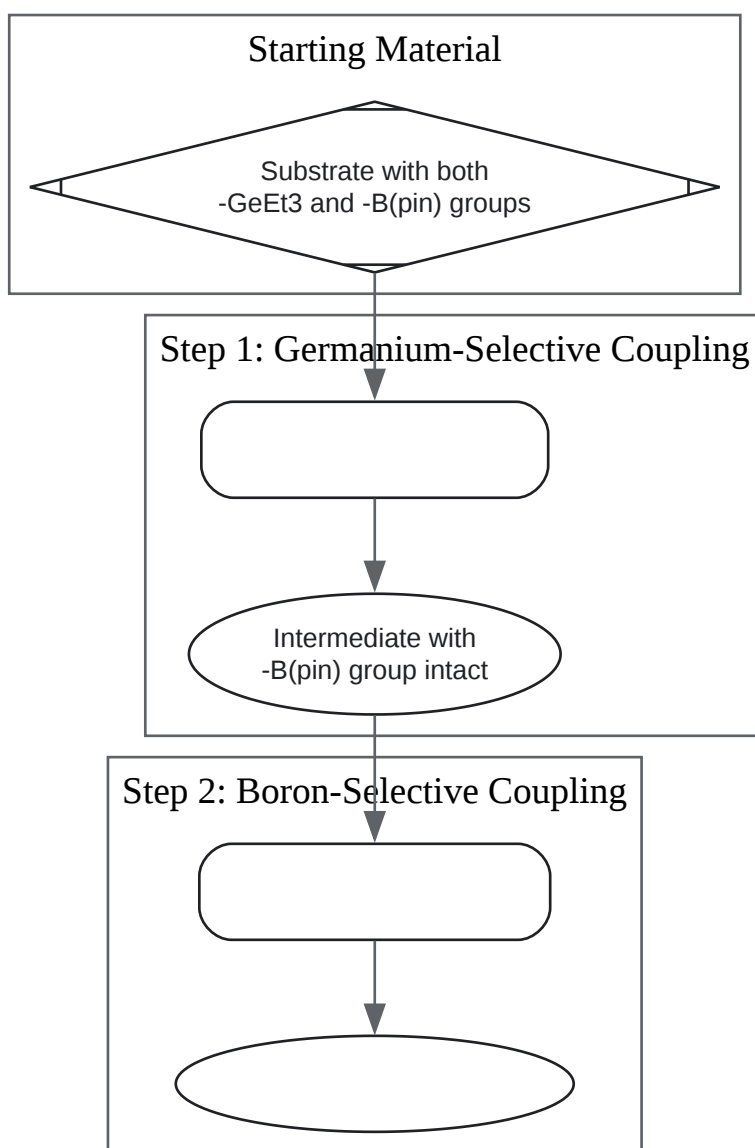 Starting Material
Substrate with both
-GeEt3 and -B(pin) groups
Step 1: Germanium-Selective Coupling
Intermediate with
-B(pin) group intact
Step 2: Boron-Selective Coupling